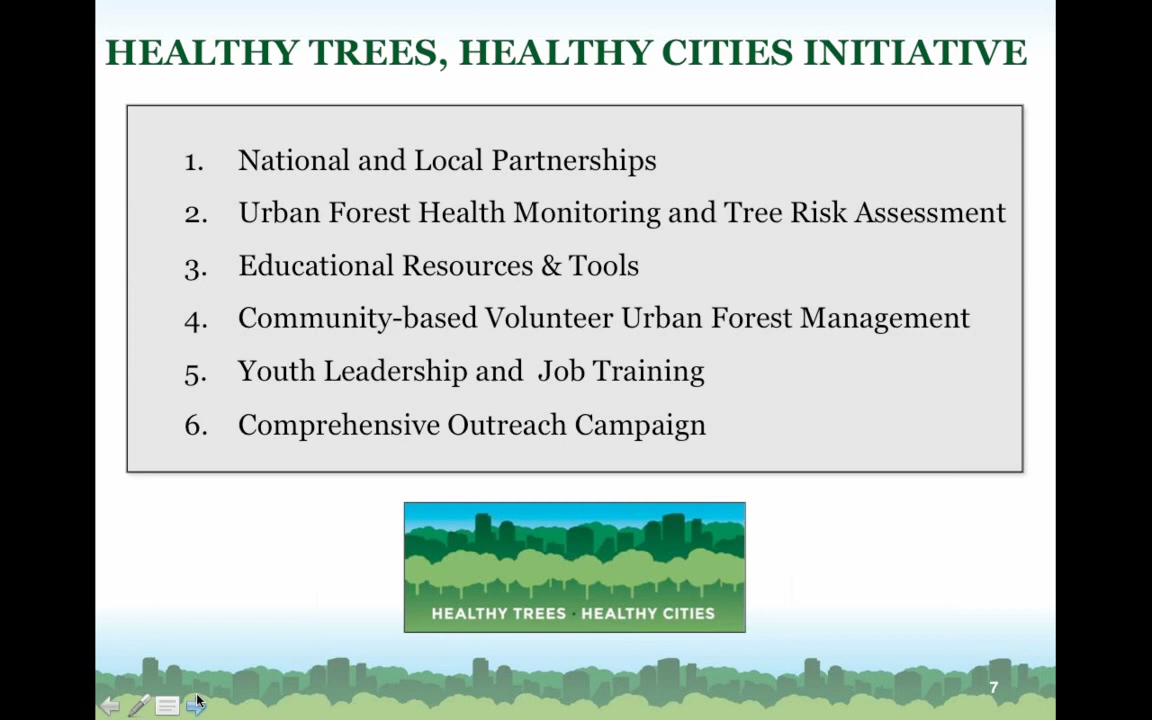 HEALTHY TREES, HEALTHY CITIES INITIATIVE
1. National and Local Partnerships
2. Urban Forest Health Monitoring and Tree Risk Assessment
3. Educational Resources & Tools
4. Community-based Volunteer Urban Forest Management
5. Youth Leadership and  Job Training
6. Comprehensive Outreach Campaign
HEALTHY TREES · HEALTHY CITIES
7